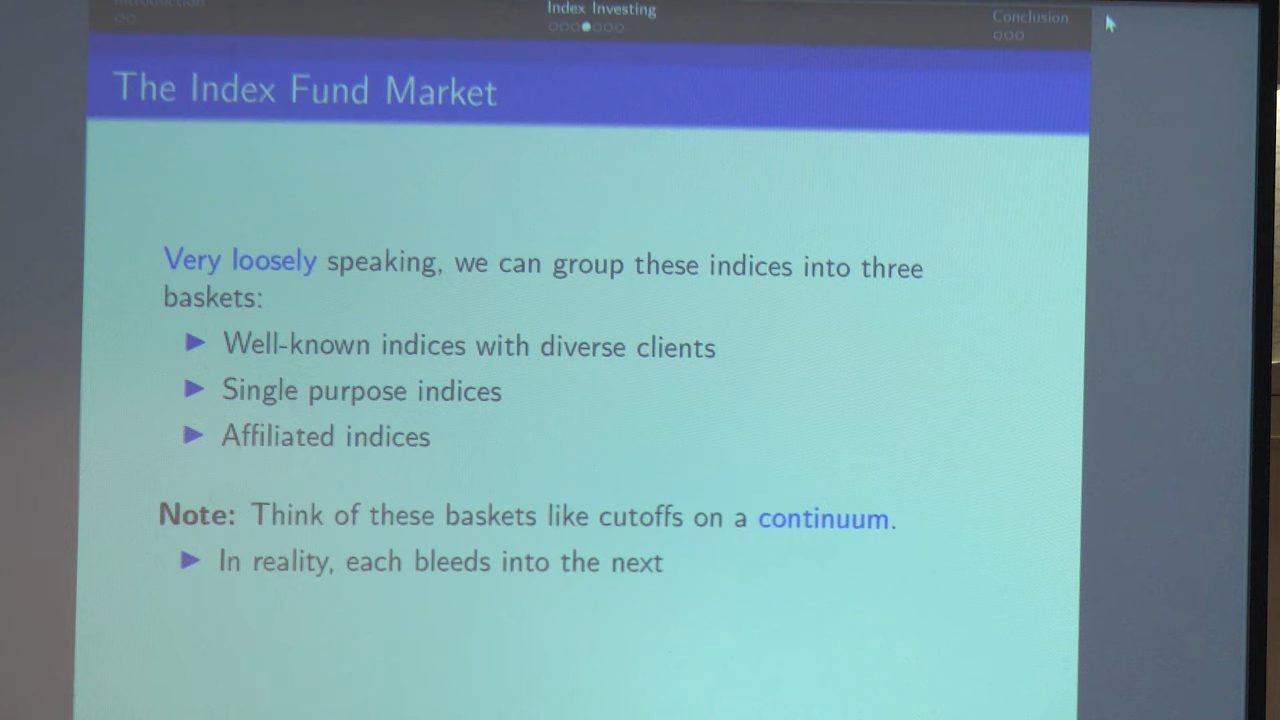 Introduction
Index Investing
Conclusion
The Index Fund Market
Very loosely speaking, we can group these indices into three
baskets:
Well-known indices with diverse clients
Single purpose indices
Affiliated indices
Note: Think of these baskets like cutoffs on a continuum.
In reality, each bleeds into the next